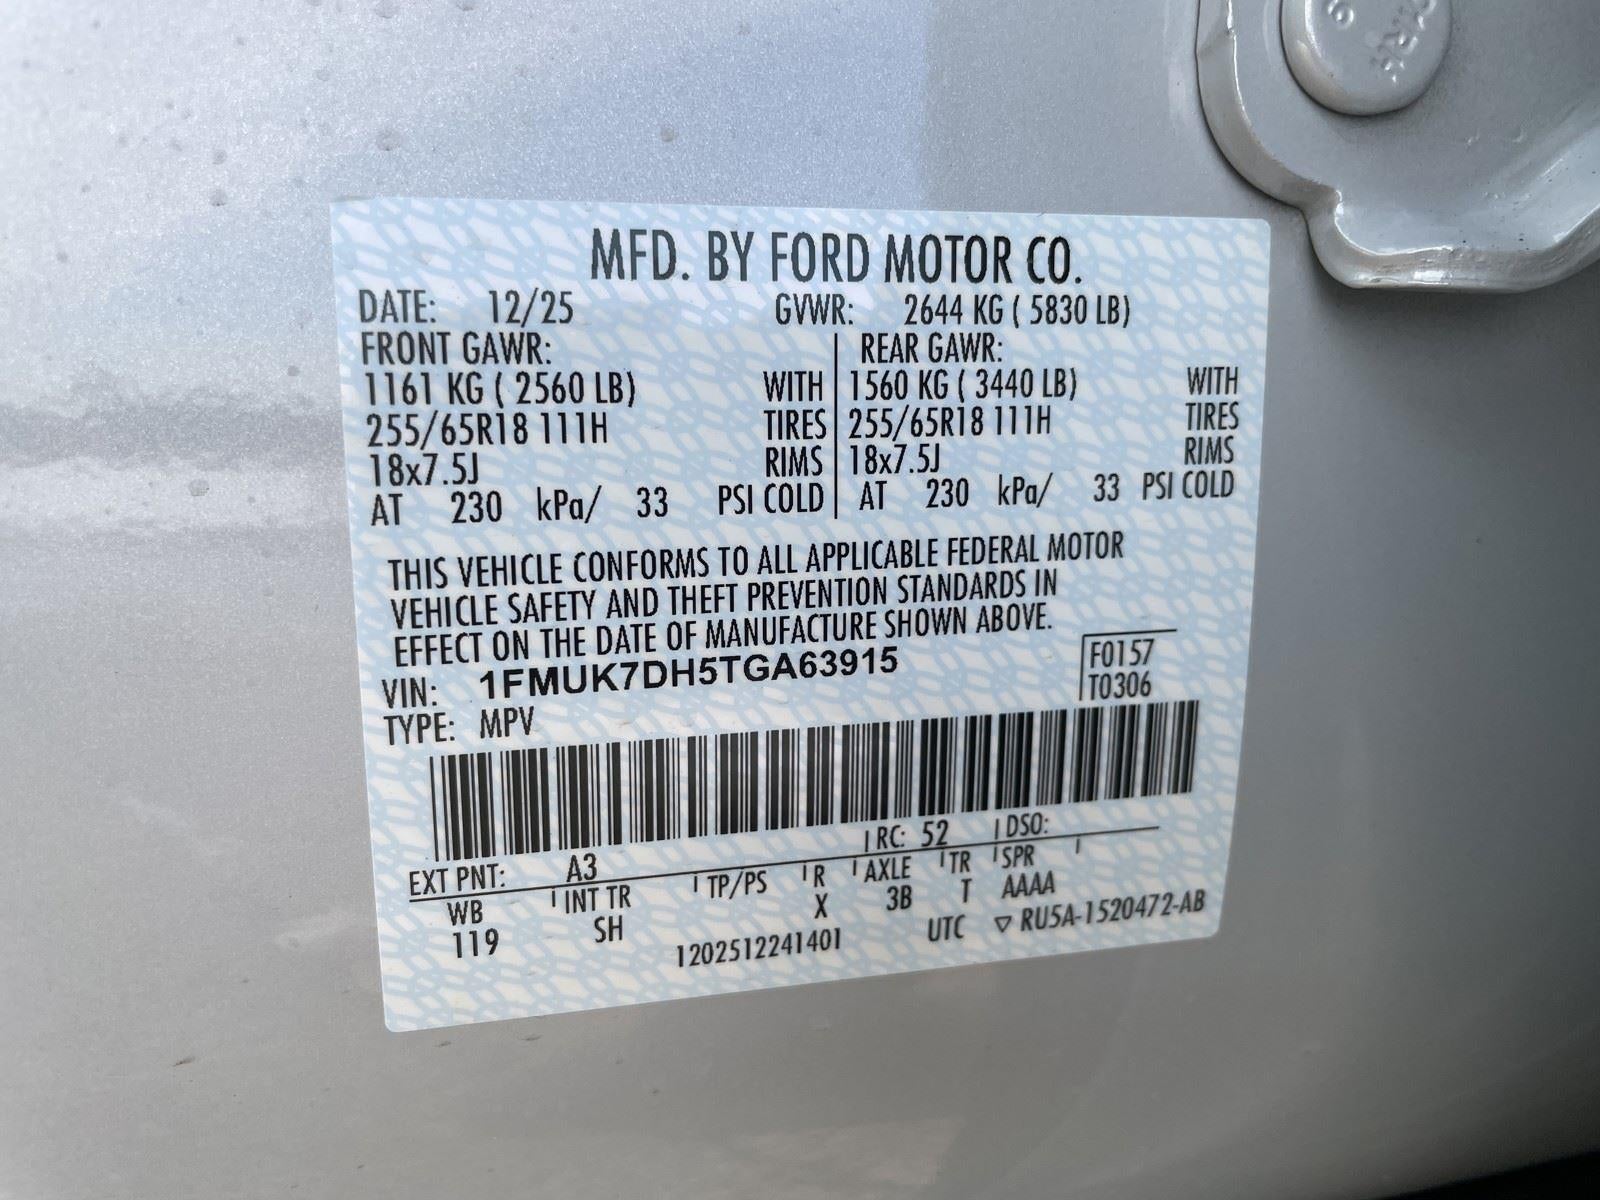 MFD. BY FORD MOTOR CO.
DATE: 12/25 GVWR: 2644 KG ( 5830 LB)
FRONT GAWR: REAR GAWR:
1161 KG ( 2560 LB) WITH 1560 KG ( 3440 LB) WITH
255/65R18 111H TIRES 255/65R18 111H TIRES
18x7.5J RIMS 18x7.5J RIMS
AT 230 kPa/ 33 PSI COLD AT 230 kPa/ 33 PSI COLD
THIS VEHICLE CONFORMS TO ALL APPLICABLE FEDERAL MOTOR
VEHICLE SAFETY AND THEFT PREVENTION STANDARDS IN
EFFECT ON THE DATE OF MANUFACTURE SHOWN ABOVE.
VIN: 1FMUK7DH5TGA63915 F0157
TYPE: MPV T0306
EXT PNT: A3 RC: 52 DSO:
WB INT TR TP/PS R AXLE TR SPR
119 SH X 3B T AAAA
1202512241401 UTC ▽ RU5A-1520472-AB